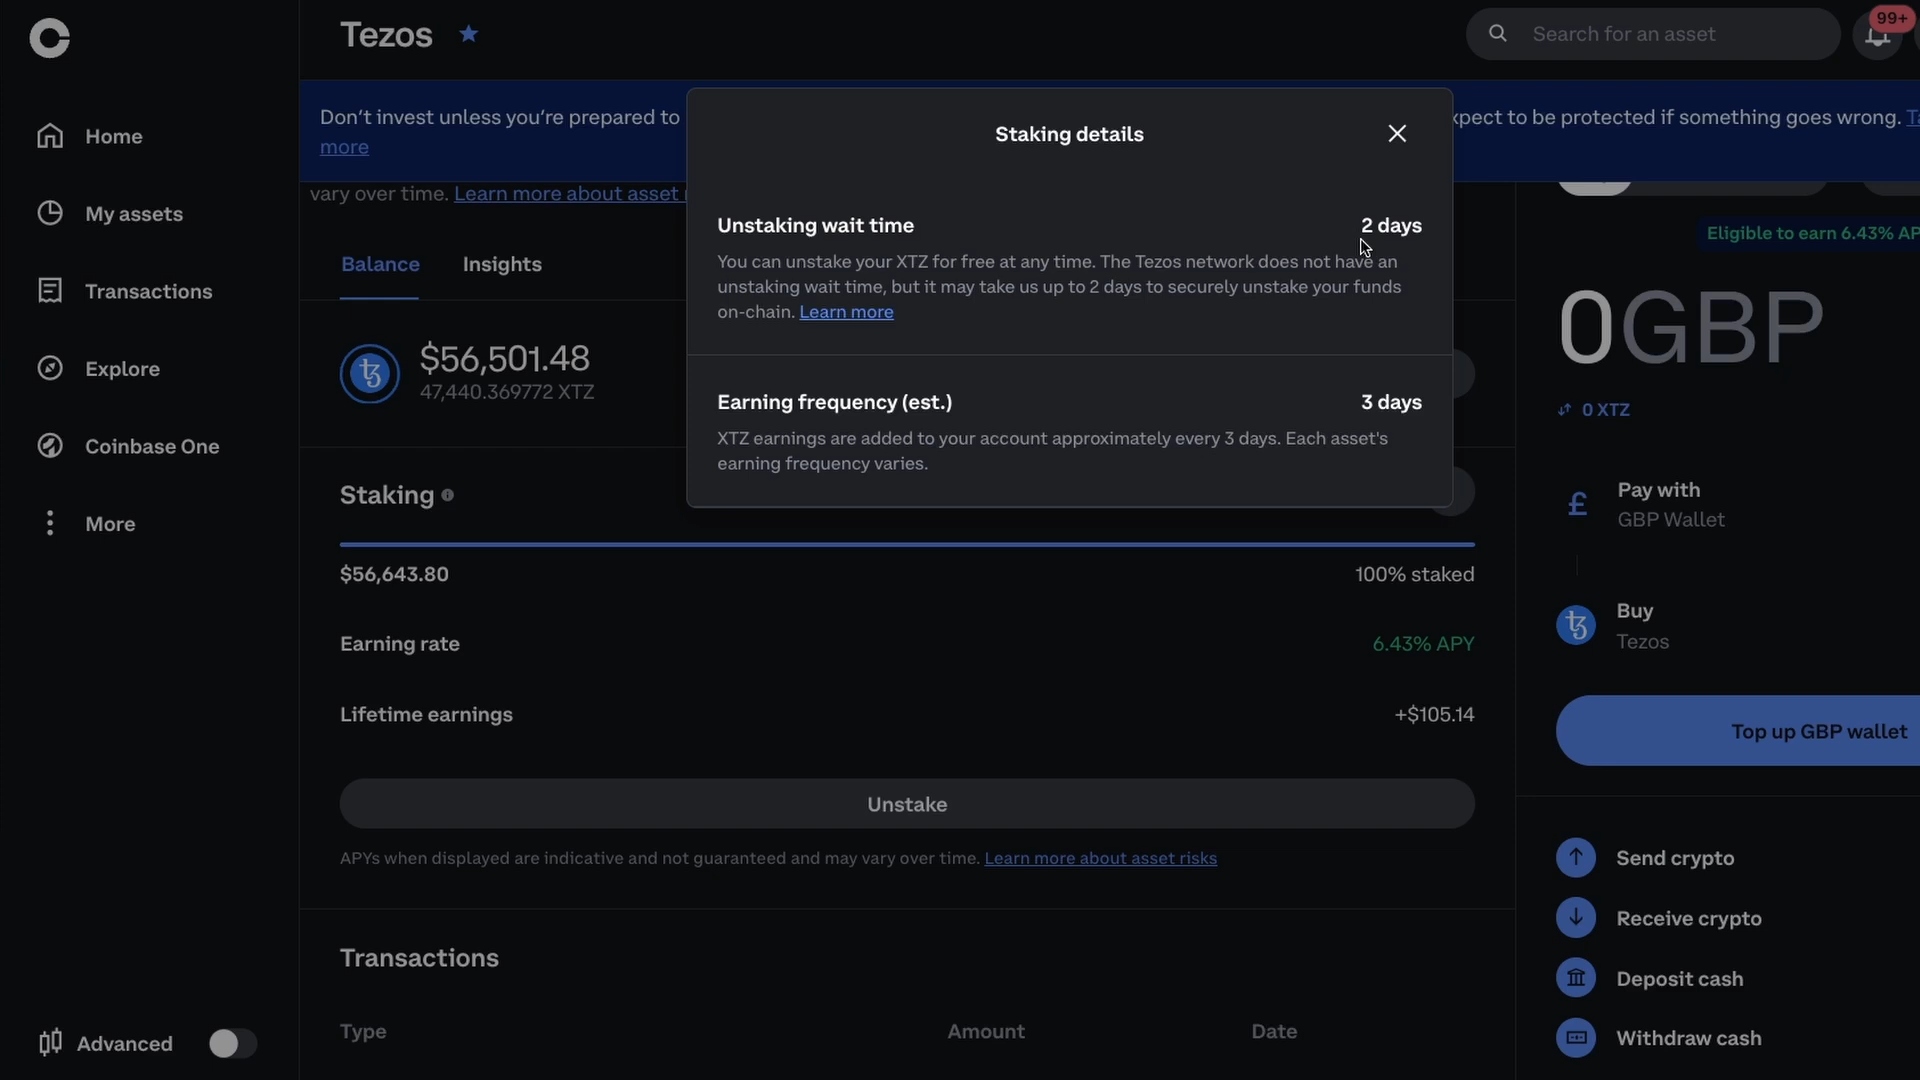 Tezos
Search for an asset
99+
Home
My assets
Transactions
Explore
Coinbase One
More
Advanced
Don’t invest unless you’re prepared to
xpect to be protected if something goes wrong.
more
vary over time. Learn more about asset
Balance
Insights
$56,501.48
47,440.369772 XTZ
Staking
$56,643.80
100% staked
Earning rate
6.43% APY
Lifetime earnings
+$105.14
Unstake
APYs when displayed are indicative and not guaranteed and may vary over time. Learn more about asset risks
Transactions
Type
Amount
Date
Staking details
Unstaking wait time
2 days
You can unstake your XTZ for free at any time. The Tezos network does not have an
unstaking wait time, but it may take us up to 2 days to securely unstake your funds
on-chain. Learn more
Earning frequency (est.)
3 days
XTZ earnings are added to your account approximately every 3 days. Each asset's
earning frequency varies.
Eligible to earn 6.43% AP
0GBP
0 XTZ
£
Pay with
GBP Wallet
Buy
Tezos
Top up GBP wallet
Send crypto
Receive crypto
Deposit cash
Withdraw cash